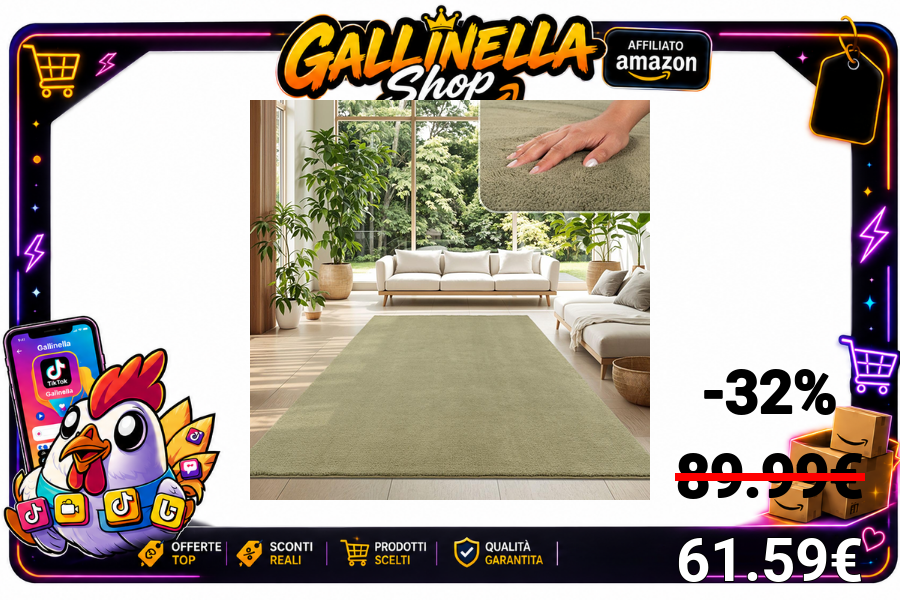 GALLINELLA
Shop
AFFILIATO
amazon
Gallinella
TikTok
Gallinella
-32%
89.99€
61.59€
OFFERTE
TOP
SCONTI
REALI
PRODOTTI
SCELTI
QUALITÀ
GARANTITA